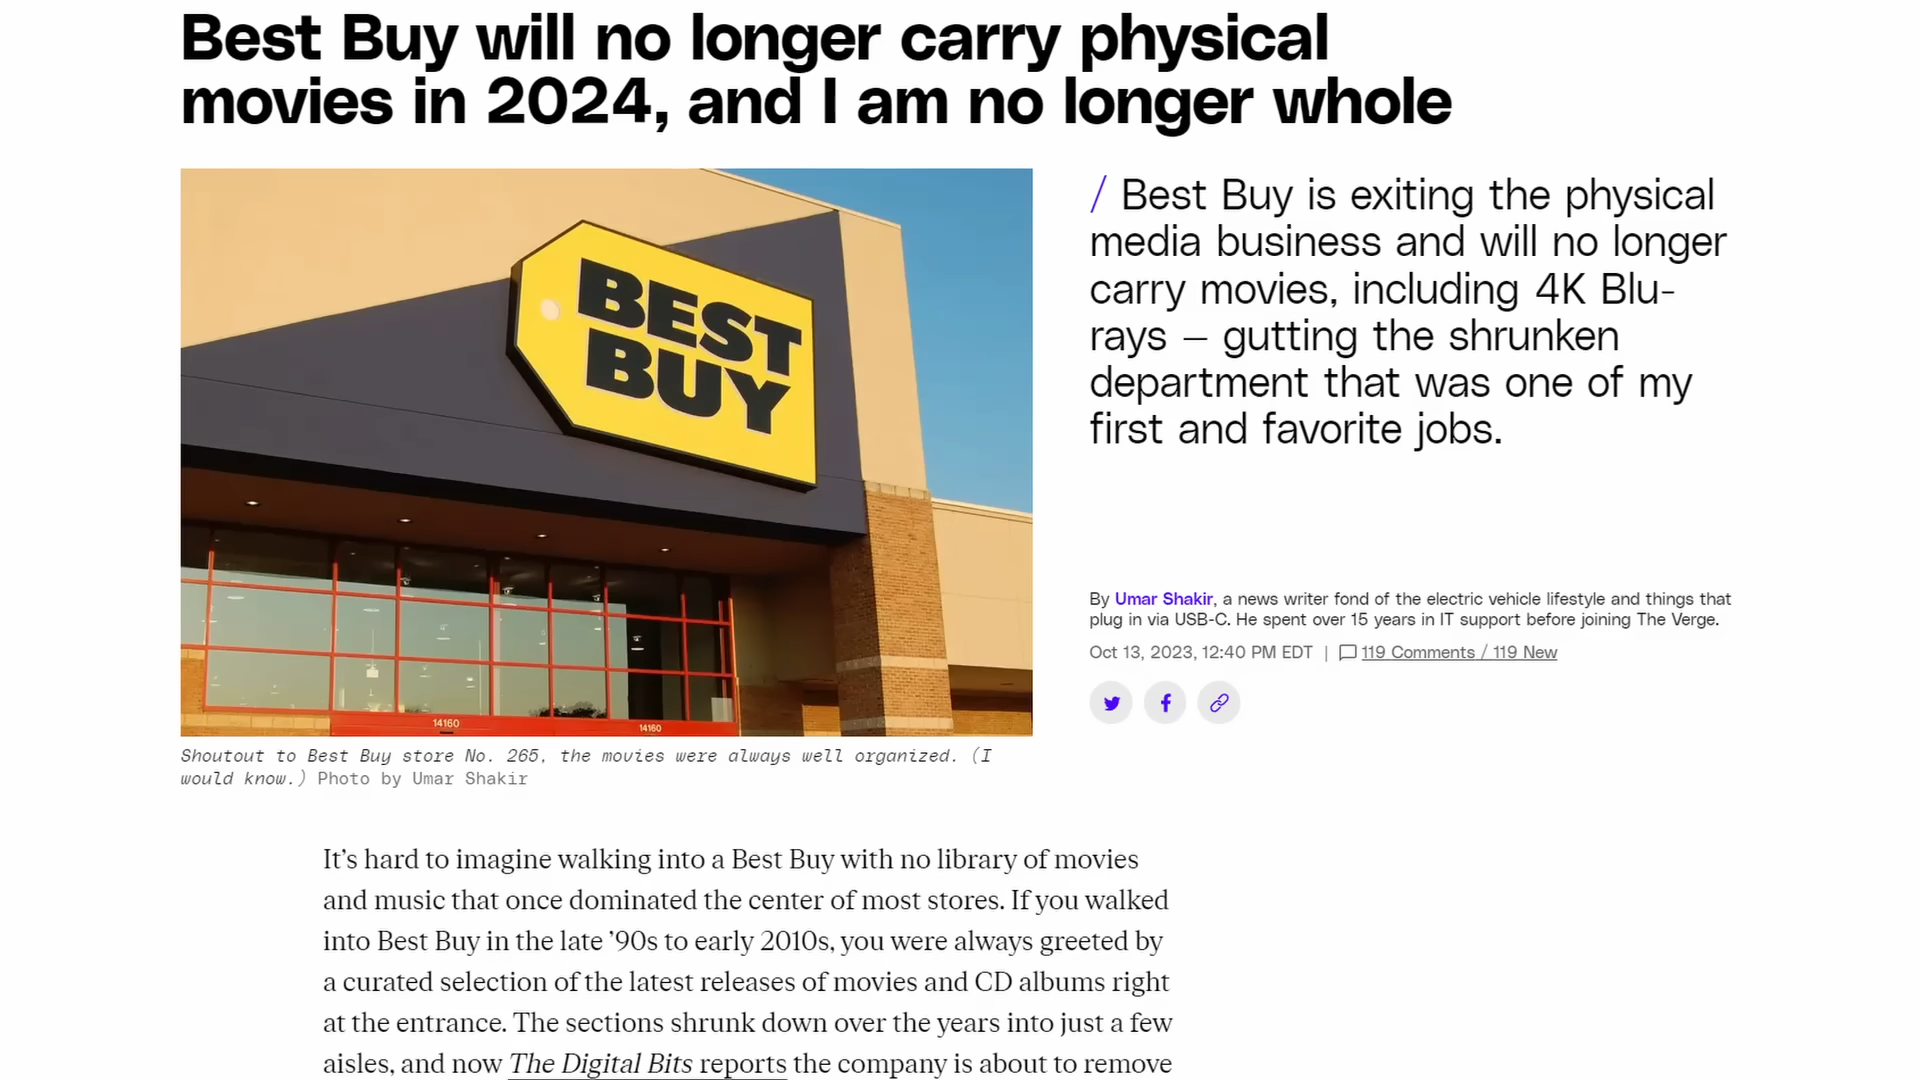 Best Buy will no longer carry physical
movies in 2024, and I am no longer whole
BEST
BUY
14160
14160
Shoutout to Best Buy store No. 265, the movies were always well organized. (I
would know.) Photo by Umar Shakir
/ Best Buy is exiting the physical
media business and will no longer
carry movies, including 4K Blu-
rays — gutting the shrunken
department that was one of my
first and favorite jobs.
By Umar Shakir, a news writer fond of the electric vehicle lifestyle and things that
plug in via USB-C. He spent over 15 years in IT support before joining The Verge.
Oct 13, 2023, 12:40 PM EDT | 119 Comments / 119 New
It’s hard to imagine walking into a Best Buy with no library of movies
and music that once dominated the center of most stores. If you walked
into Best Buy in the late ’90s to early 2010s, you were always greeted by
a curated selection of the latest releases of movies and CD albums right
at the entrance. The sections shrunk down over the years into just a few
aisles, and now The Digital Bits reports the company is about to remove